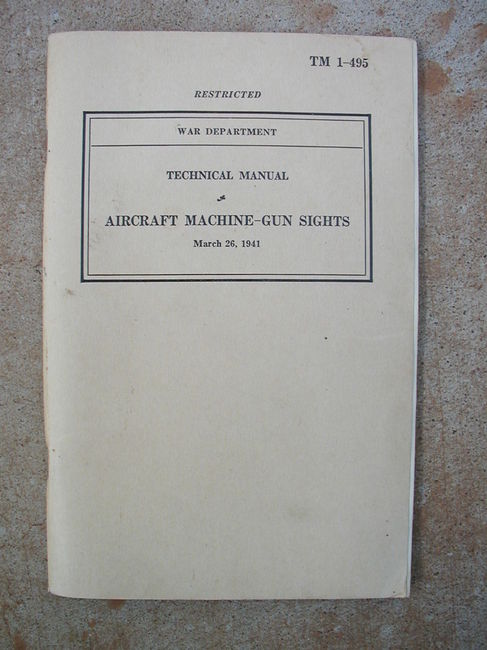 TM 1-495
RESTRICTED
WAR DEPARTMENT
TECHNICAL MANUAL
AIRCRAFT MACHINE-GUN SIGHTS
March 26, 1941